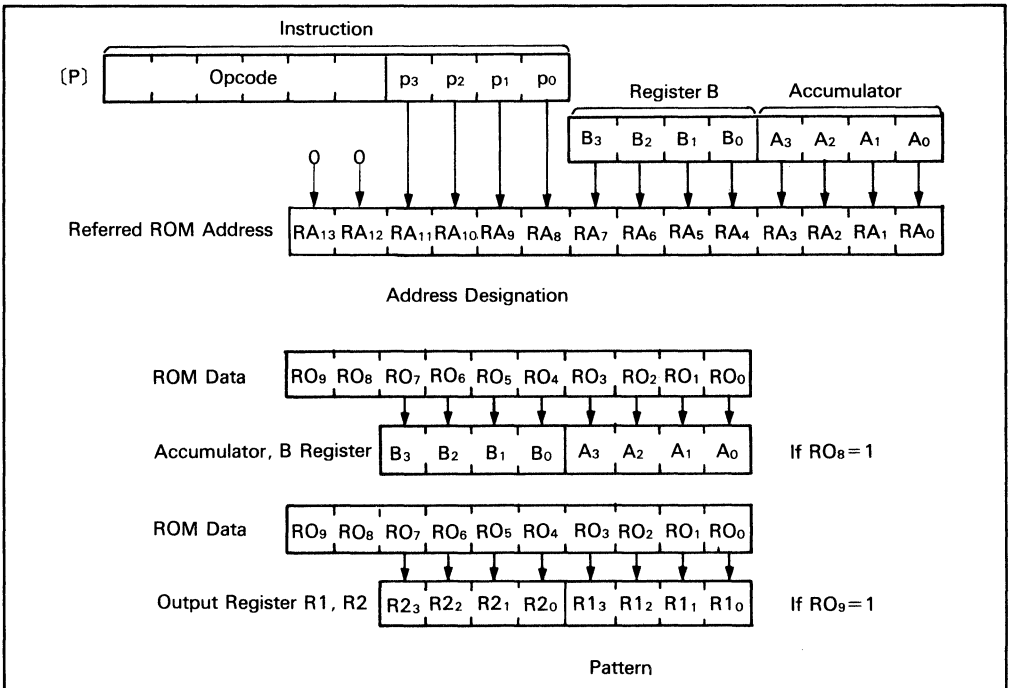 Instruction
〔P〕 Opcode p₃ p₂ p₁ p₀
Register B Accumulator
B₃ B₂ B₁ B₀ A₃ A₂ A₁ A₀
0 0
Referred ROM Address RA₁₃ RA₁₂ RA₁₁ RA₁₀ RA₉ RA₈ RA₇ RA₆ RA₅ RA₄ RA₃ RA₂ RA₁ RA₀
Address Designation
ROM Data RO₉ RO₈ RO₇ RO₆ RO₅ RO₄ RO₃ RO₂ RO₁ RO₀
Accumulator, B Register B₃ B₂ B₁ B₀ A₃ A₂ A₁ A₀ If RO₈=1
ROM Data RO₉ RO₈ RO₇ RO₆ RO₅ RO₄ RO₃ RO₂ RO₁ RO₀
Output Register R1, R2 R2₃ R2₂ R2₁ R2₀ R1₃ R1₂ R1₁ R1₀ If RO₉=1
Pattern